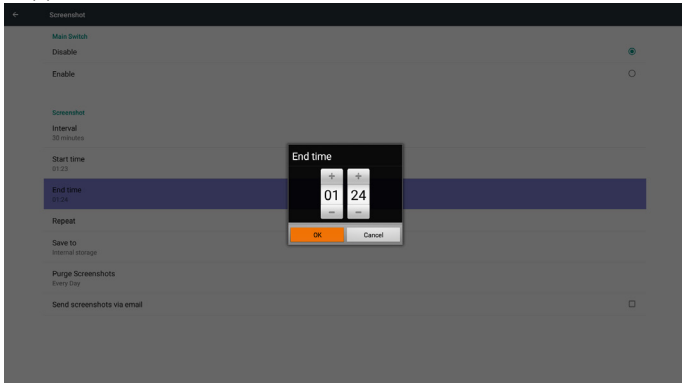 Screenshot
Main Switch
Disable
Enable
Screenshot
Interval
30 minutes
Start time
01:23
End time
01:24
Repeat
Save to
Internal storage
Purge Screenshots
Every Day
Send screenshots via email
End time
+ +
01 24
- -
OK Cancel